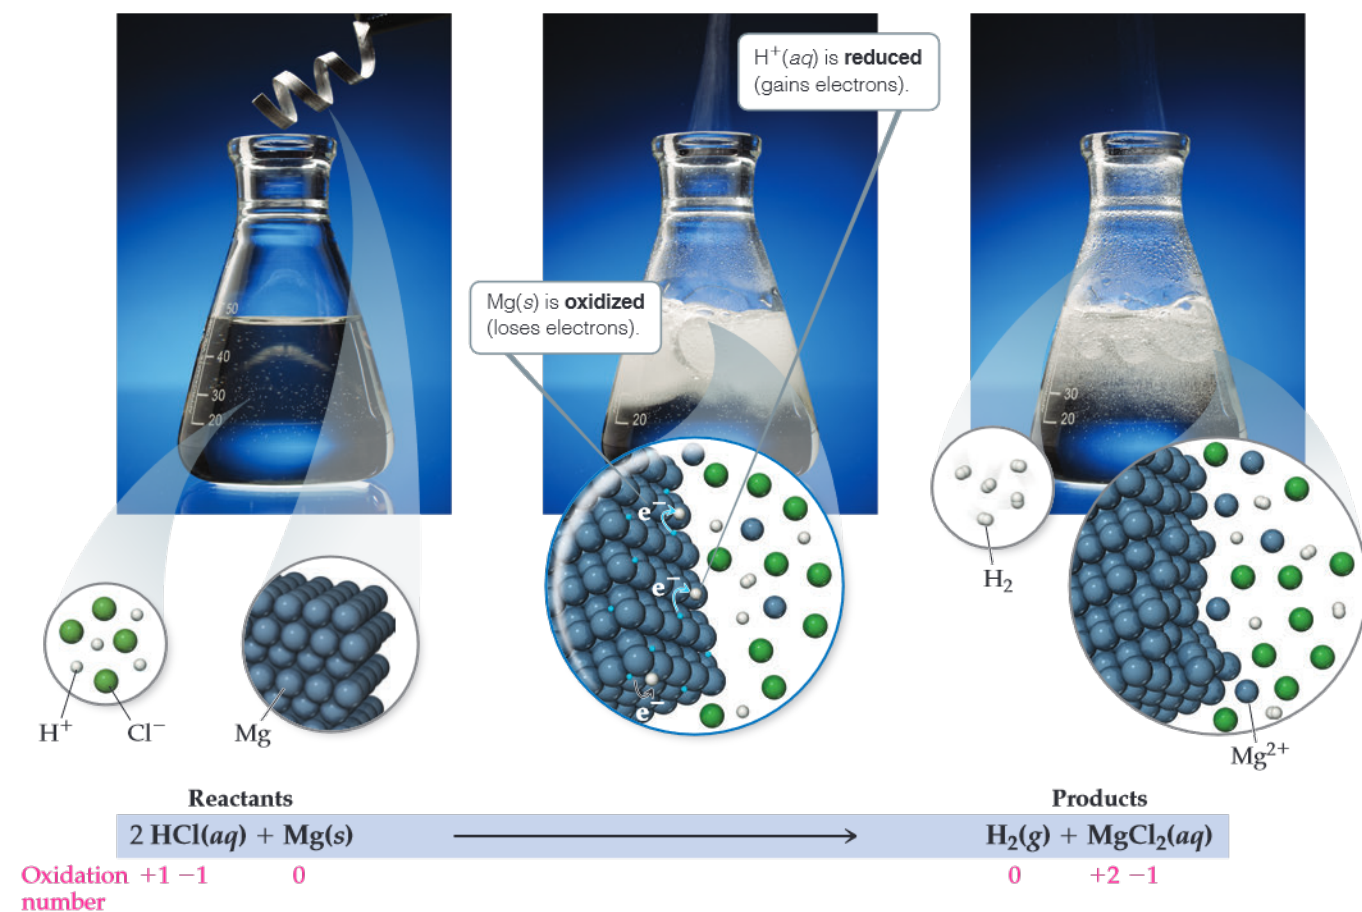 H⁺(aq) is reduced
(gains electrons).
Mg(s) is oxidized
(loses electrons).
50
40
30
20
20
30
20
e⁻
e⁻
e⁻
H⁺
Cl⁻
Mg
H₂
Mg²⁺
Reactants
Products
2 HCl(aq) + Mg(s)
H₂(g) + MgCl₂(aq)
Oxidation +1 −1 0 0 +2 −1
number